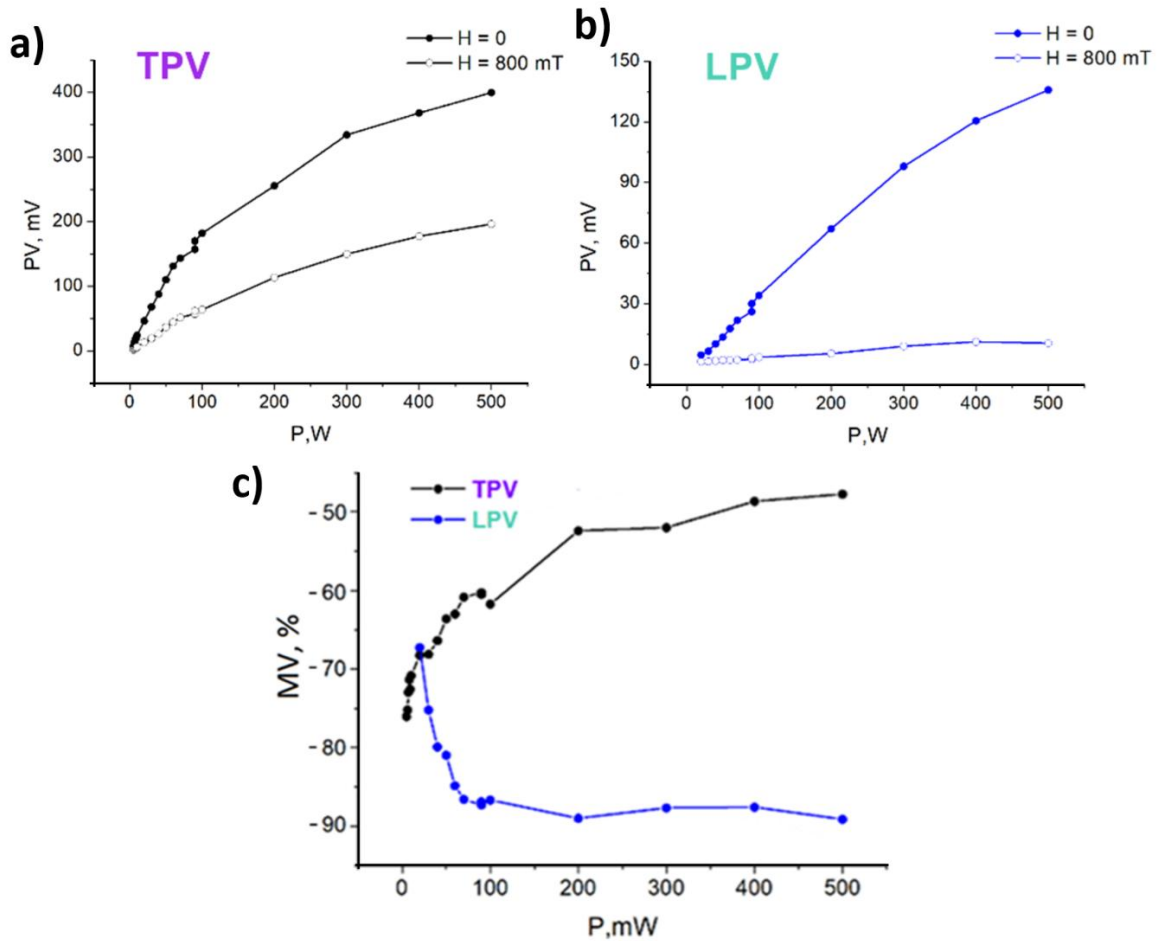 a)
TPV
H = 0
H = 800 mT
400
300
200
100
0
PV, mV
0 100 200 300 400 500
P,W
b)
LPV
H = 0
H = 800 mT
150
120
90
60
30
0
PV, mV
0 100 200 300 400 500
P,W
c)
TPV
LPV
-50
-60
-70
-80
-90
MV, %
0 100 200 300 400 500
P,mW